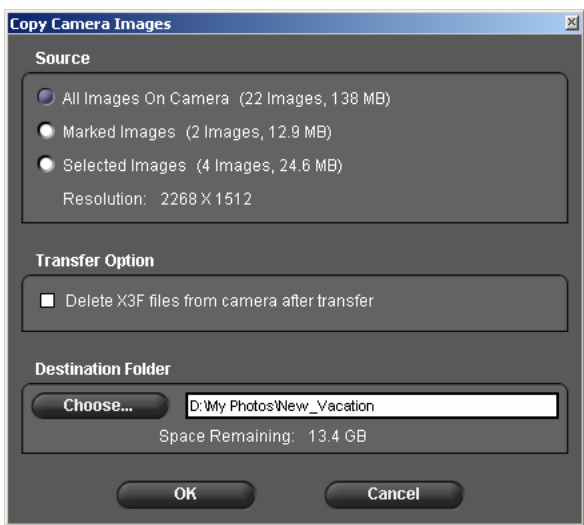 Copy Camera Images
Source
All Images On Camera (22 Images, 138 MB)
Marked Images (2 Images, 12.9 MB)
Selected Images (4 Images, 24.6 MB)
Resolution: 2268 X 1512
Transfer Option
Delete X3F files from camera after transfer
Destination Folder
Choose... D:\My Photos\New_Vacation
Space Remaining: 13.4 GB
OK Cancel